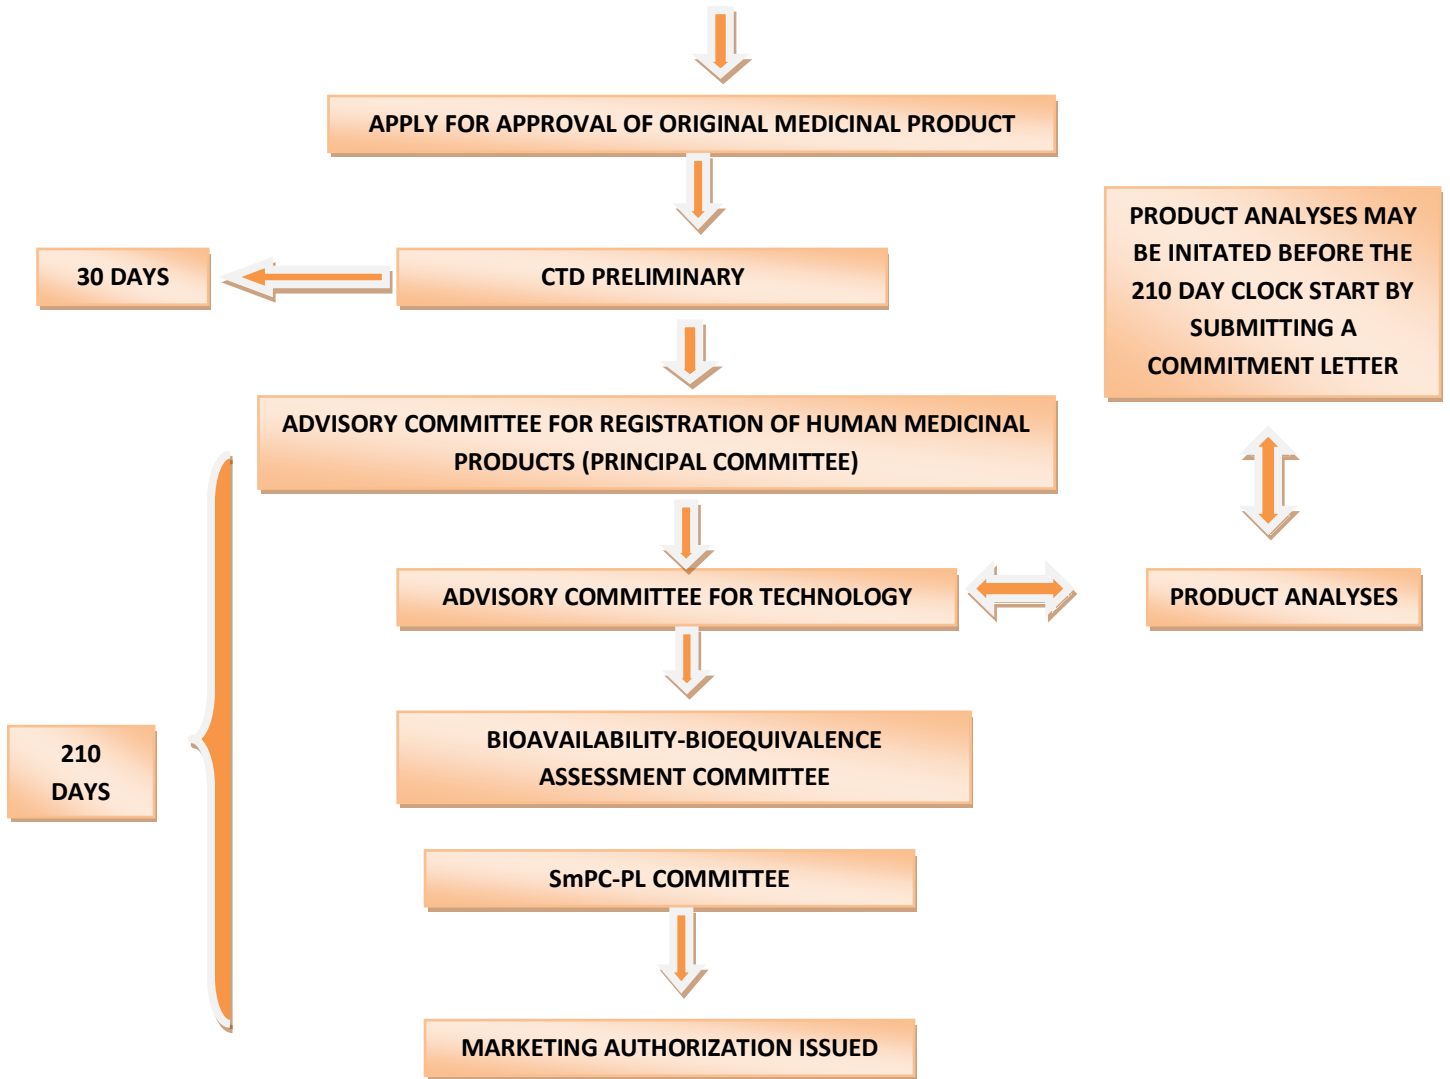 APPLY FOR APPROVAL OF ORIGINAL MEDICINAL PRODUCT
30 DAYS
CTD PRELIMINARY
PRODUCT ANALYSES MAY
BE INITATED BEFORE THE
210 DAY CLOCK START BY
SUBMITTING A
COMMITMENT LETTER
ADVISORY COMMITTEE FOR REGISTRATION OF HUMAN MEDICINAL
PRODUCTS (PRINCIPAL COMMITTEE)
ADVISORY COMMITTEE FOR TECHNOLOGY
PRODUCT ANALYSES
BIOAVAILABILITY-BIOEQUIVALENCE
ASSESSMENT COMMITTEE
210
DAYS
SmPC-PL COMMITTEE
MARKETING AUTHORIZATION ISSUED